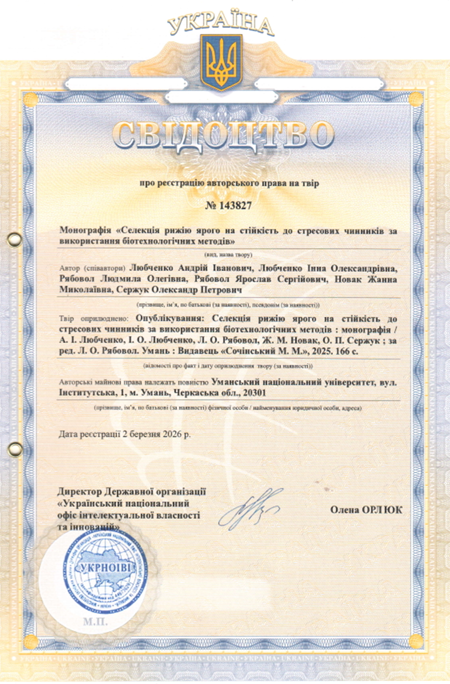 УКРАЇНА
СВІДОЦТВО
про реєстрацію авторського права на твір
№ 143827
Монографія «Селекція рижію ярого на стійкість до стресових чинників за
використання біотехнологічних методів»
(вид, назва твору)
Автор (співавтори) Любченко Андрій Іванович, Любченко Інна Олександрівна,
Рябовол Людмила Олегівна, Рябовол Ярослав Сергійович, Новак Жанна
Миколаївна, Сержук Олександр Петрович
(прізвище, ім’я, по батькові (за наявності), псевдонім (за наявності))
Твір оприлюднено: Опублікування: Селекція рижію ярого на стійкість до
стресових чинників за використання біотехнологічних методів : монографія /
А. І. Любченко, І. О. Любченко, Л. О. Рябовол, Ж. М. Новак, О. П. Сержук ; за
ред. Л. О. Рябовол. Умань : Видавець «Сочінський М. М.», 2025. 166 с.
(відомості про факт і дату оприлюднення твору (за наявності))
Авторські майнові права належать повністю Уманський національний університет, вул.
Інститутська, 1, м. Умань, Черкаська обл., 20301
(прізвище, ім’я, по батькові (за наявності) фізичної особи / найменування юридичної особи, адреса)
Дата реєстрації 2 березня 2026 р.
Директор Державної організації
«Український національний
офіс інтелектуальної власності
та інновацій»
Олена ОРЛЮК
УКРНОІВІ
М.П.
УКРАЇНА UKRAINE УКРАЇНА UKRAINE УКРАЇНА UKRAINE УКРАЇНА